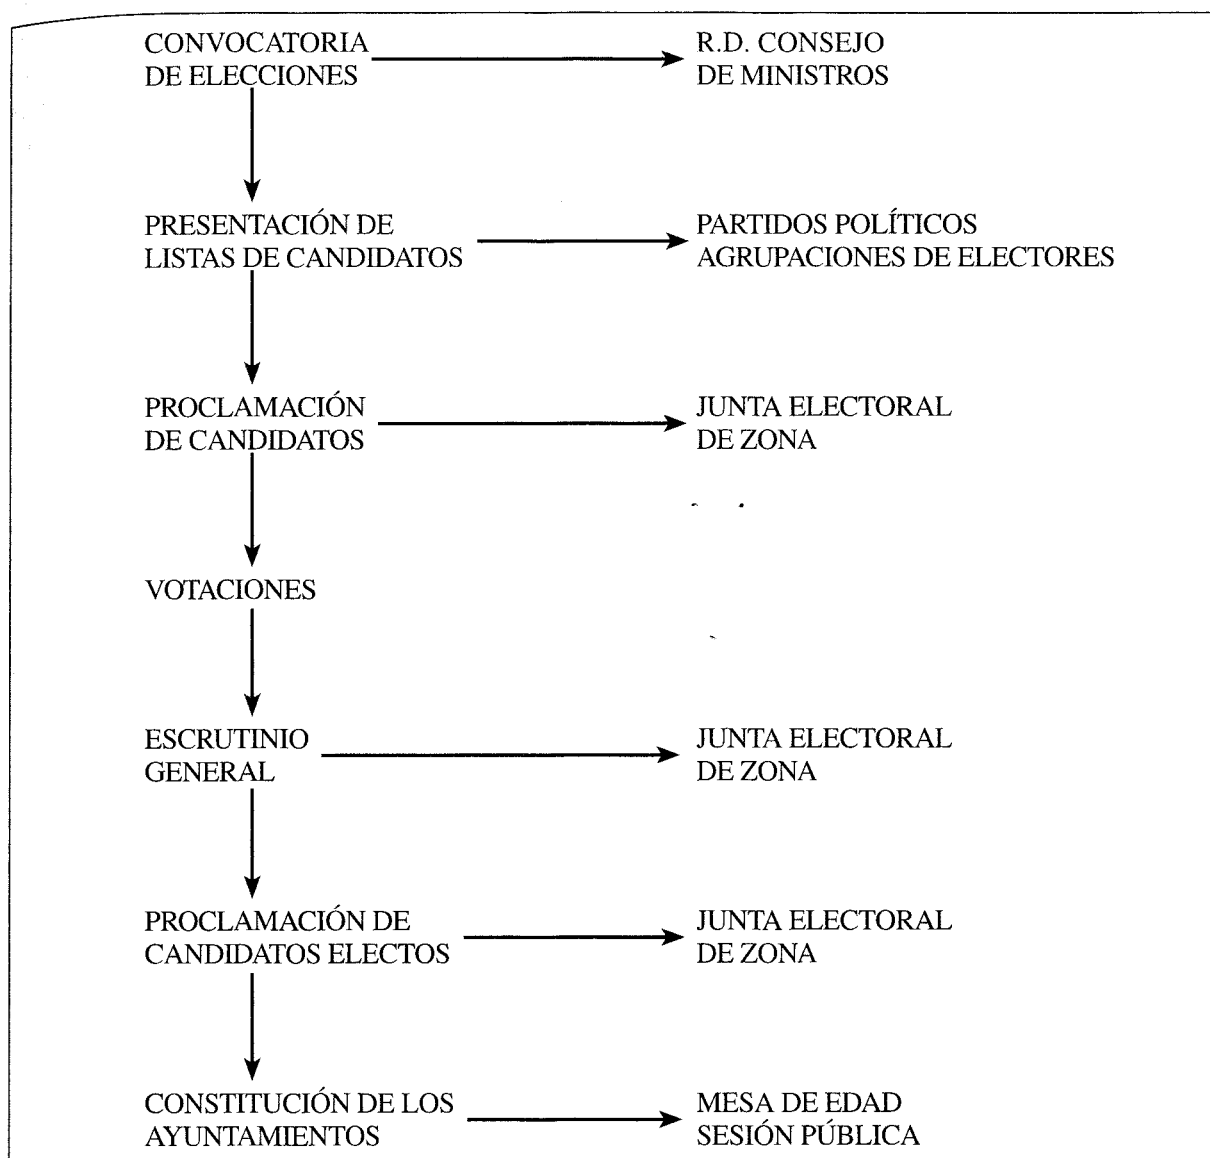 CONVOCATORIA
DE ELECCIONES
R.D. CONSEJO
DE MINISTROS
PRESENTACIÓN DE
LISTAS DE CANDIDATOS
PARTIDOS POLÍTICOS
AGRUPACIONES DE ELECTORES
PROCLAMACIÓN
DE CANDIDATOS
JUNTA ELECTORAL
DE ZONA
VOTACIONES
ESCRUTINIO
GENERAL
JUNTA ELECTORAL
DE ZONA
PROCLAMACIÓN DE
CANDIDATOS ELECTOS
JUNTA ELECTORAL
DE ZONA
CONSTITUCIÓN DE LOS
AYUNTAMIENTOS
MESA DE EDAD
SESIÓN PÚBLICA